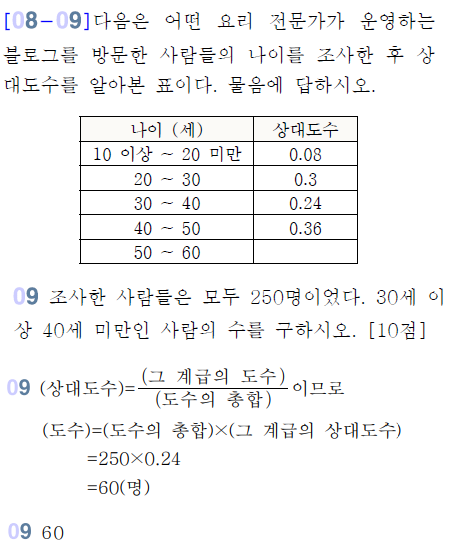 [08-09]다음은 어떤 요리 전문가가 운영하는
블로그를 방문한 사람들의 나이를 조사한 후 상
대도수를 알아본 표이다. 물음에 답하시오.
나이 (세) 상대도수
10 이상 ~ 20 미만 0.08
20 ~ 30 0.3
30 ~ 40 0.24
40 ~ 50 0.36
50 ~ 60
09 조사한 사람들은 모두 250명이었다. 30세 이
상 40세 미만인 사람의 수를 구하시오. [10점]
09 (상대도수)=(그 계급의 도수)/(도수의 총합)이므로
(도수)=(도수의 총합)×(그 계급의 상대도수)
=250×0.24
=60(명)
09 60